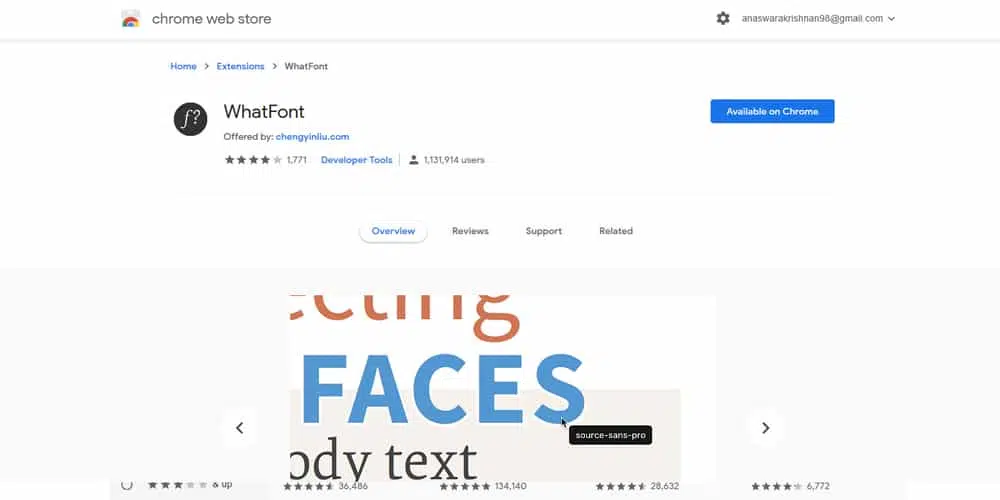 chrome web store
anaswarakrishnan98@gmail.com
Home > Extensions > WhatFont
f?
WhatFont
Available on Chrome
Offered by: chengyinliu.com
1,771 Developer Tools 1,131,914 users
Overview Reviews Support Related
ecting
FACES
source-sans-pro
ody text
& up 36,486 134,140 28,632 6,772